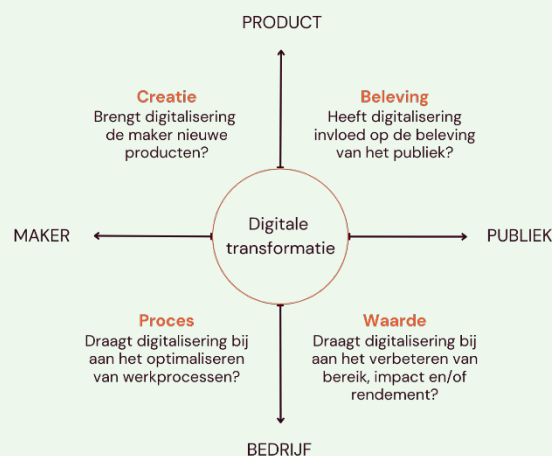 PRODUCT
Creatie
Brengt digitalisering
de maker nieuwe
producten?
Beleving
Heeft digitalisering
invloed op de beleving
van het publiek?
MAKER
Digitale
transformatie
PUBLIEK
Proces
Draagt digitalisering bij
aan het optimaliseren
van werkprocessen?
Waarde
Draagt digitalisering bij
aan het verbeteren van
bereik, impact en/of
rendement?
BEDRIJF